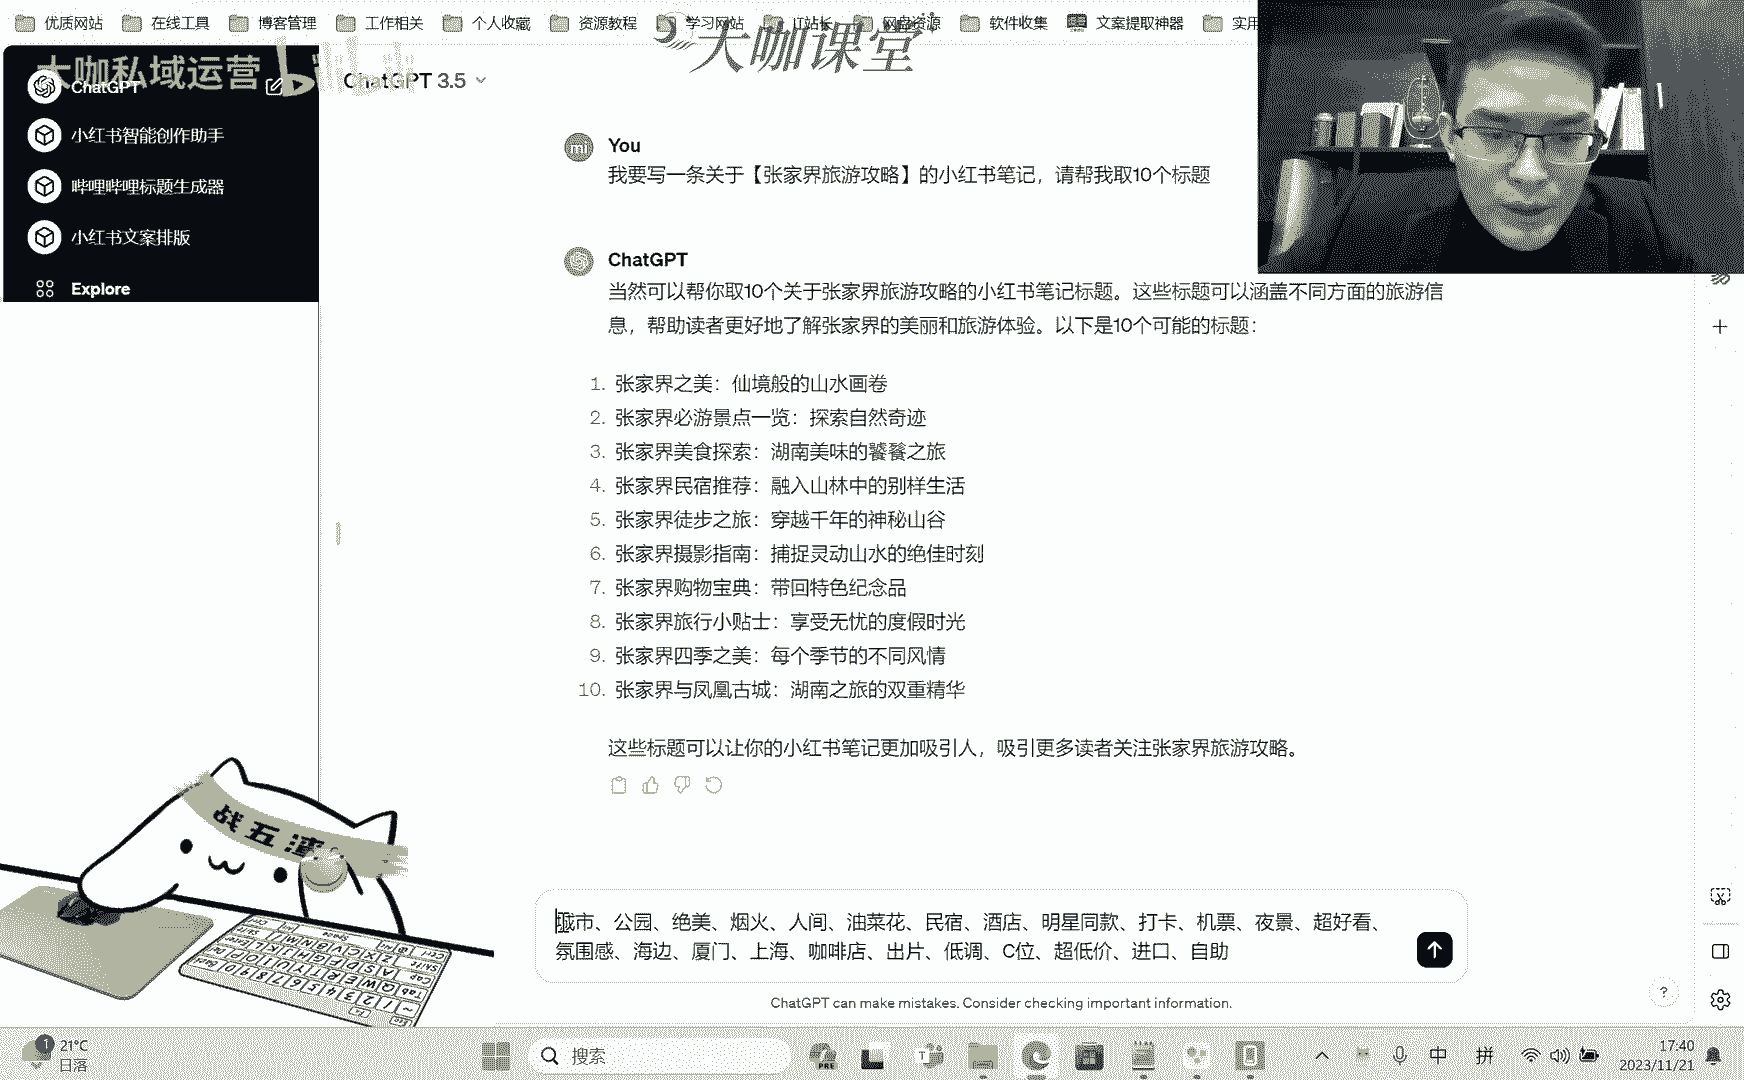 优质网站 在线工具 博客管理 工作相关 个人收藏 资源教程 学习网站 IT站长 网盘资源 软件收集 文案提取神器 实用
大咖课堂
大咖私域运营
ChatGPT
小红书智能创作助手
哔哩哔哩标题生成器
小红书文案排版
Explore
ChatGPT 3.5
mi
You
我要写一条关于【张家界旅游攻略】的小红书笔记，请帮我取10个标题
ChatGPT
当然可以帮你取10个关于张家界旅游攻略的小红书笔记标题。这些标题可以涵盖不同方面的旅游信
息，帮助读者更好地了解张家界的美丽和旅游体验。以下是10个可能的标题：
1. 张家界之美：仙境般的山水画卷
2. 张家界必游景点一览：探索自然奇迹
3. 张家界美食探索：湖南美味的饕餮之旅
4. 张家界民宿推荐：融入山林中的别样生活
5. 张家界徒步之旅：穿越千年的神秘山谷
6. 张家界摄影指南：捕捉灵动山水的绝佳时刻
7. 张家界购物宝典：带回特色纪念品
8. 张家界旅行小贴士：享受无忧的度假时光
9. 张家界四季之美：每个季节的不同风情
10. 张家界与凤凰古城：湖南之旅的双重精华
这些标题可以让你的小红书笔记更加吸引人，吸引更多读者关注张家界旅游攻略。
战五渣
城市、公园、绝美、烟火、人间、油菜花、民宿、酒店、明星同款、打卡、机票、夜景、超好看、
氛围感、海边、厦门、上海、咖啡店、出片、低调、C位、超低价、进口、自助
ChatGPT can make mistakes. Consider checking important information.
?
1
21°C
日落
搜索
PRE
中
拼
17:40
2023/11/21